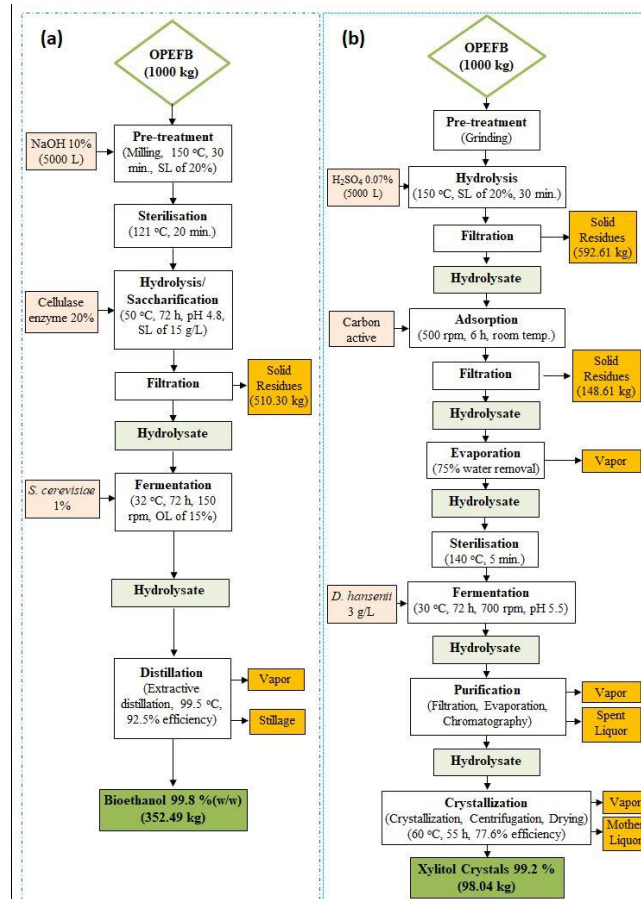 (a)
OPEFB
(1000 kg)
NaOH 10%
(5000 L)
Pre-treatment
(Milling, 150 °C, 30
min., SL of 20%)
Sterilisation
(121 °C, 20 min.)
Cellulase
enzyme 20%
Hydrolysis/
Saccharification
(50 °C, 72 h, pH 4.8,
SL of 15 g/L)
Filtration
Solid
Residues
(510.30 kg)
Hydrolysate
S. cerevisiae
1%
Fermentation
(32 °C, 72 h, 150
rpm, OL of 15%)
Hydrolysate
Distillation
(Extractive
distillation, 99.5 °C,
92.5% efficiency)
Vapor
Stillage
Bioethanol 99.8 %(w/w)
(352.49 kg)
(b)
OPEFB
(1000 kg)
Pre-treatment
(Grinding)
H2SO4 0.07%
(5000 L)
Hydrolysis
(150 °C, SL of 20%, 30 min.)
Filtration
Solid
Residues
(592.61 kg)
Hydrolysate
Carbon
active
Adsorption
(500 rpm, 6 h, room temp.)
Filtration
Solid
Residues
(148.61 kg)
Hydrolysate
Evaporation
(75% water removal)
Vapor
Hydrolysate
Sterilisation
(140 °C, 5 min.)
D. hansenii
3 g/L
Fermentation
(30 °C, 72 h, 700 rpm, pH 5.5)
Hydrolysate
Purification
(Filtration, Evaporation,
Chromatography)
Vapor
Spent
Liquor
Hydrolysate
Crystallization
(Crystallization, Centrifugation, Drying)
(60 °C, 55 h, 77.6% efficiency)
Vapor
Mother
Liquor
Xylitol Crystals 99.2 %
(98.04 kg)